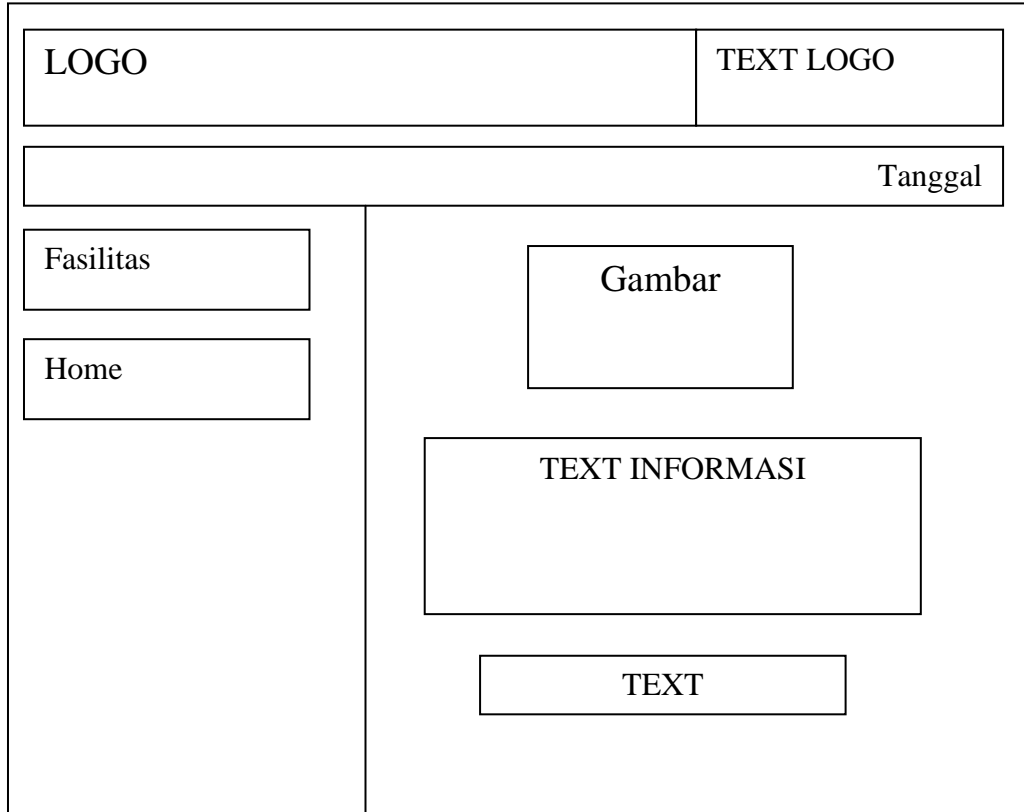 LOGO
TEXT LOGO
Tanggal
Fasilitas
Gambar
Home
TEXT INFORMASI
TEXT